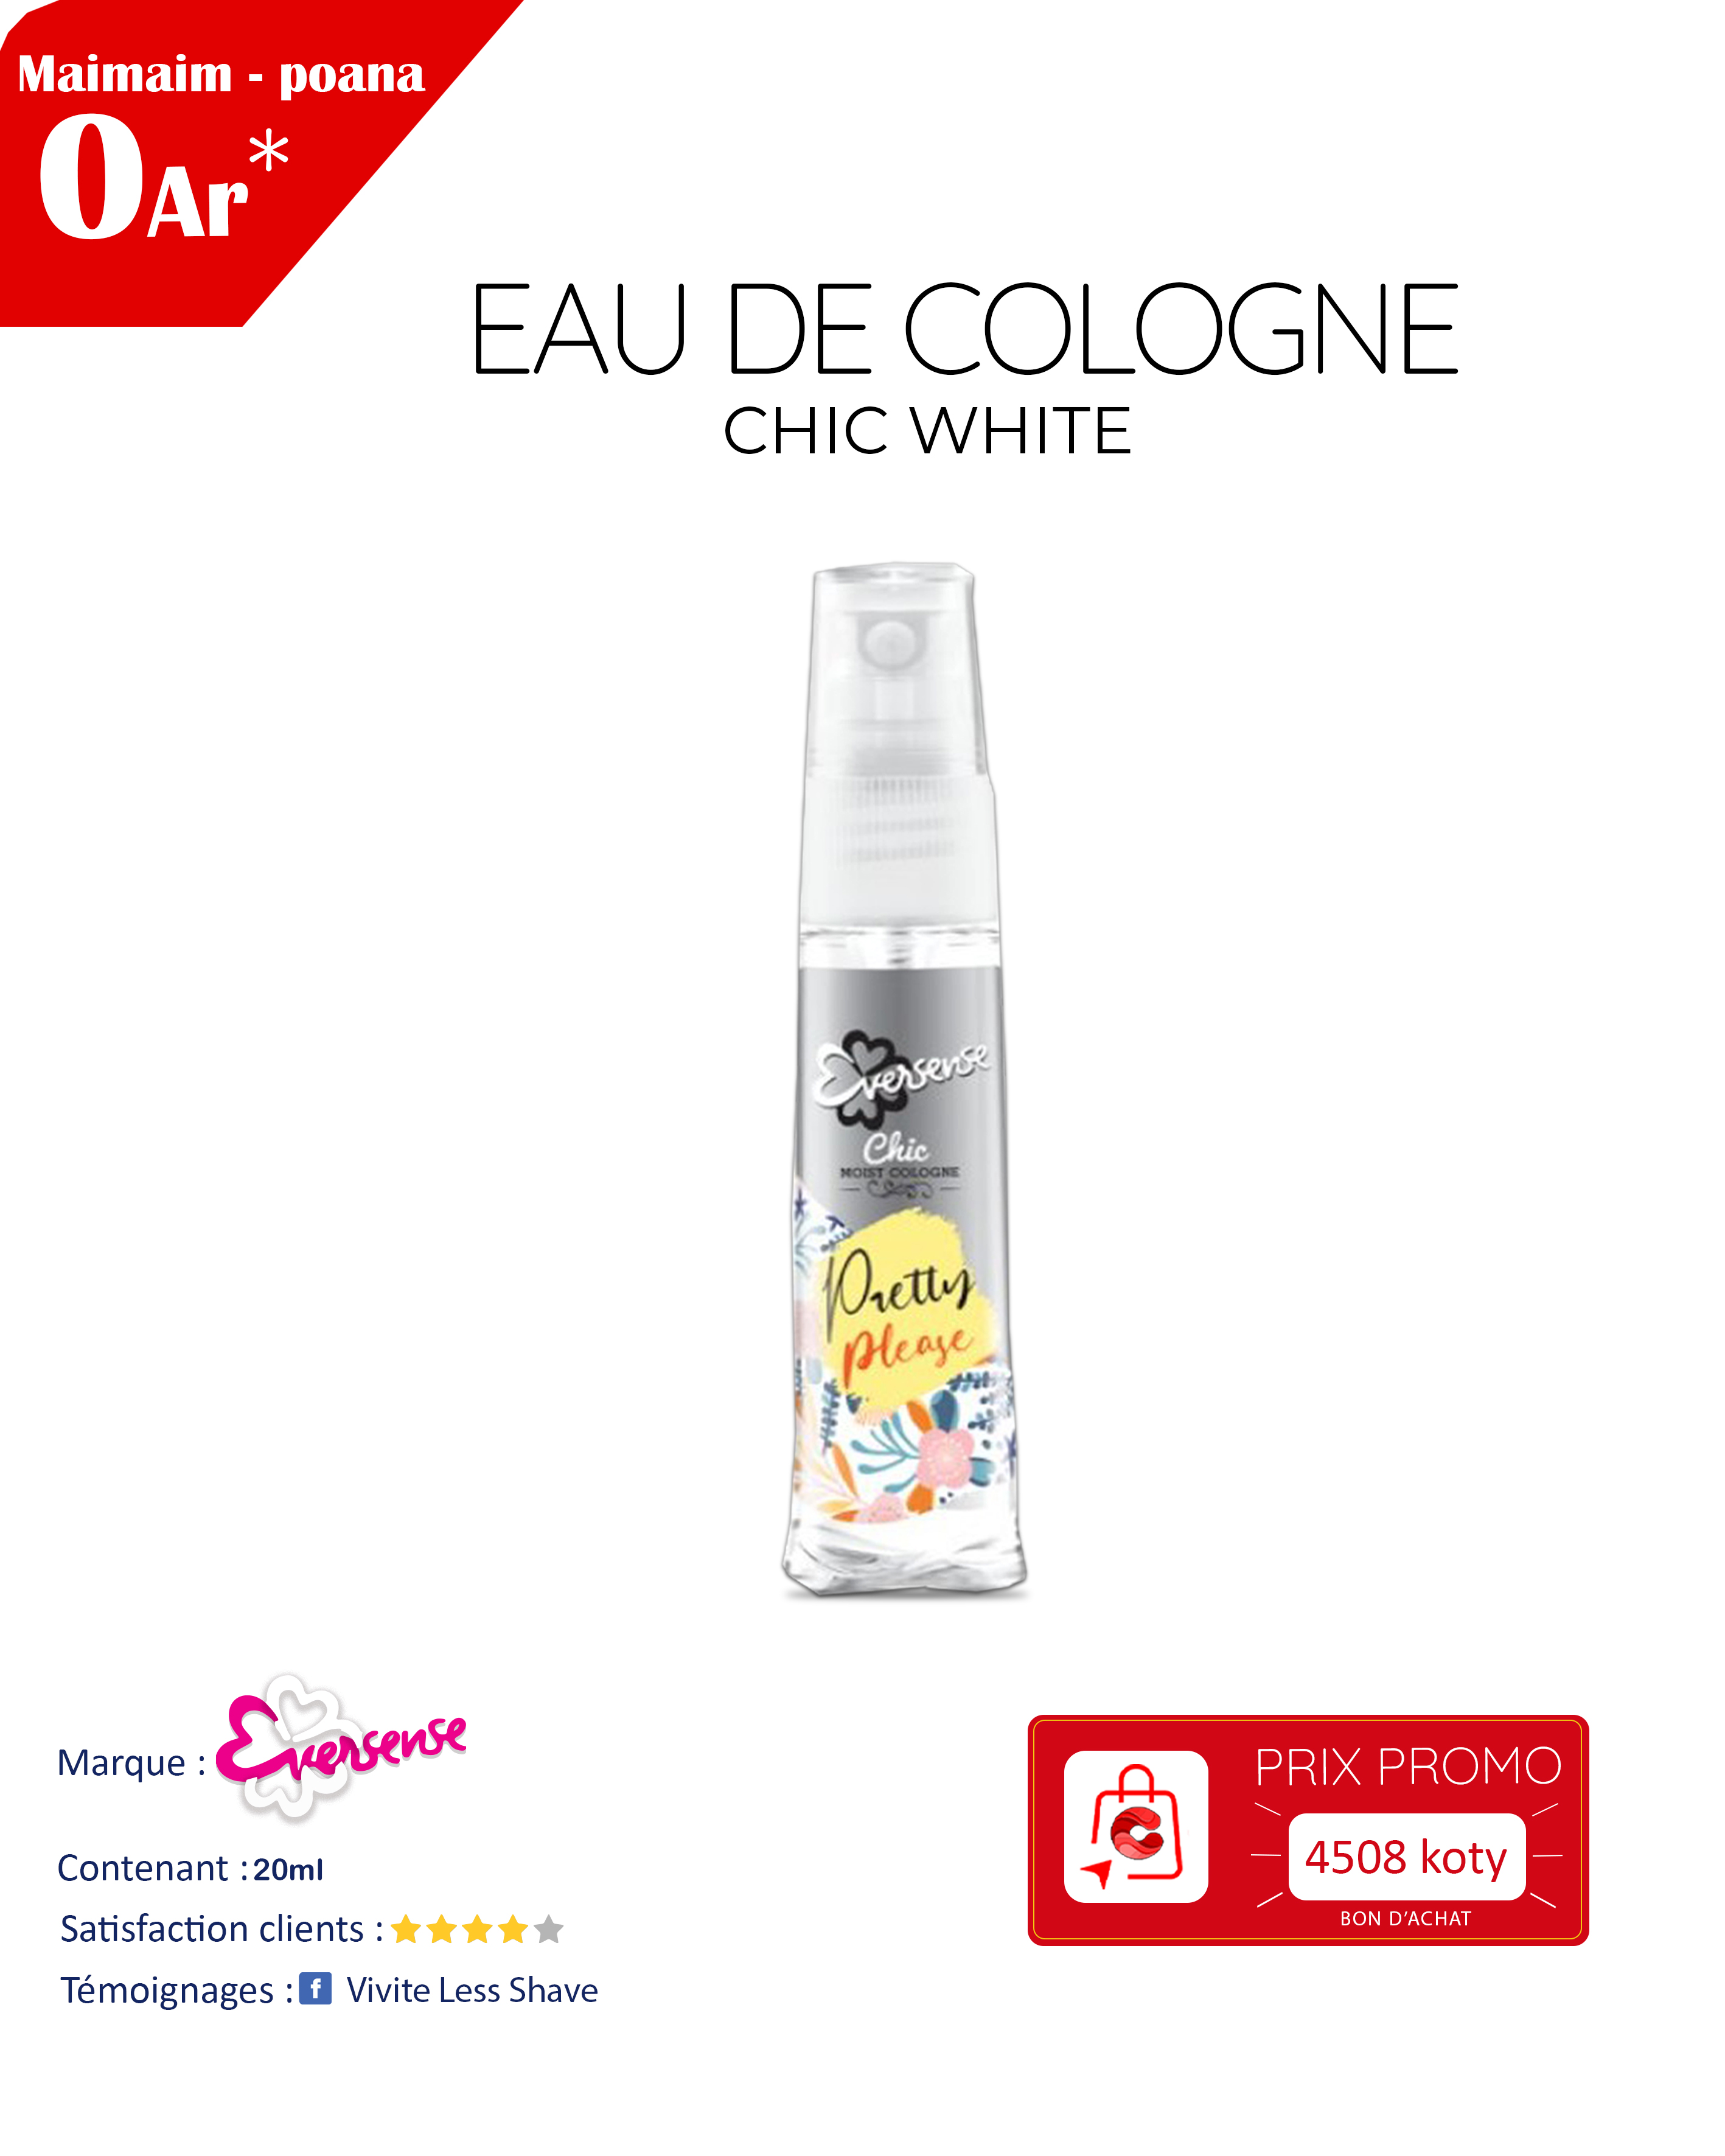 Maimaim - poana
0Ar*
EAU DE COLOGNE
CHIC WHITE
Eversense
Chic
MOIST COLOGNE
Pretty
please
Marque : Eversense
Contenant : 20ml
Satisfaction clients :
Témoignages : f Vivite Less Shave
PRIX PROMO
4508 koty
BON D'ACHAT